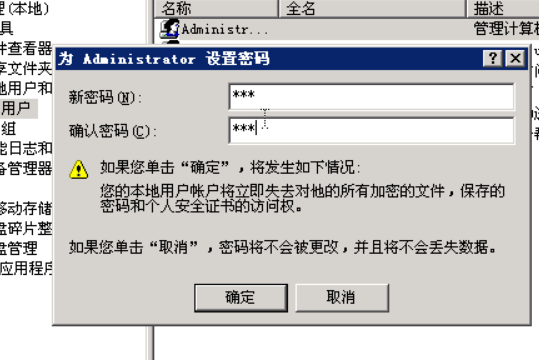 理(本地)
名称 全名 描述
具
Administr... 管理计算机
件查看器
享文件夹
地用户和
用户
组
能日志和
备管理器
移动存储
盘碎片整
盘管理
应用程序
为 Administrator 设置密码
新密码(N): ***
确认密码(C): ***
如果您单击“确定”，将发生如下情况:
您的本地用户帐户将立即失去对他的所有加密的文件，保存的
密码和个人安全证书的访问权。
如果您单击“取消”，密码将不会被更改，并且将不会丢失数据。
确定 取消